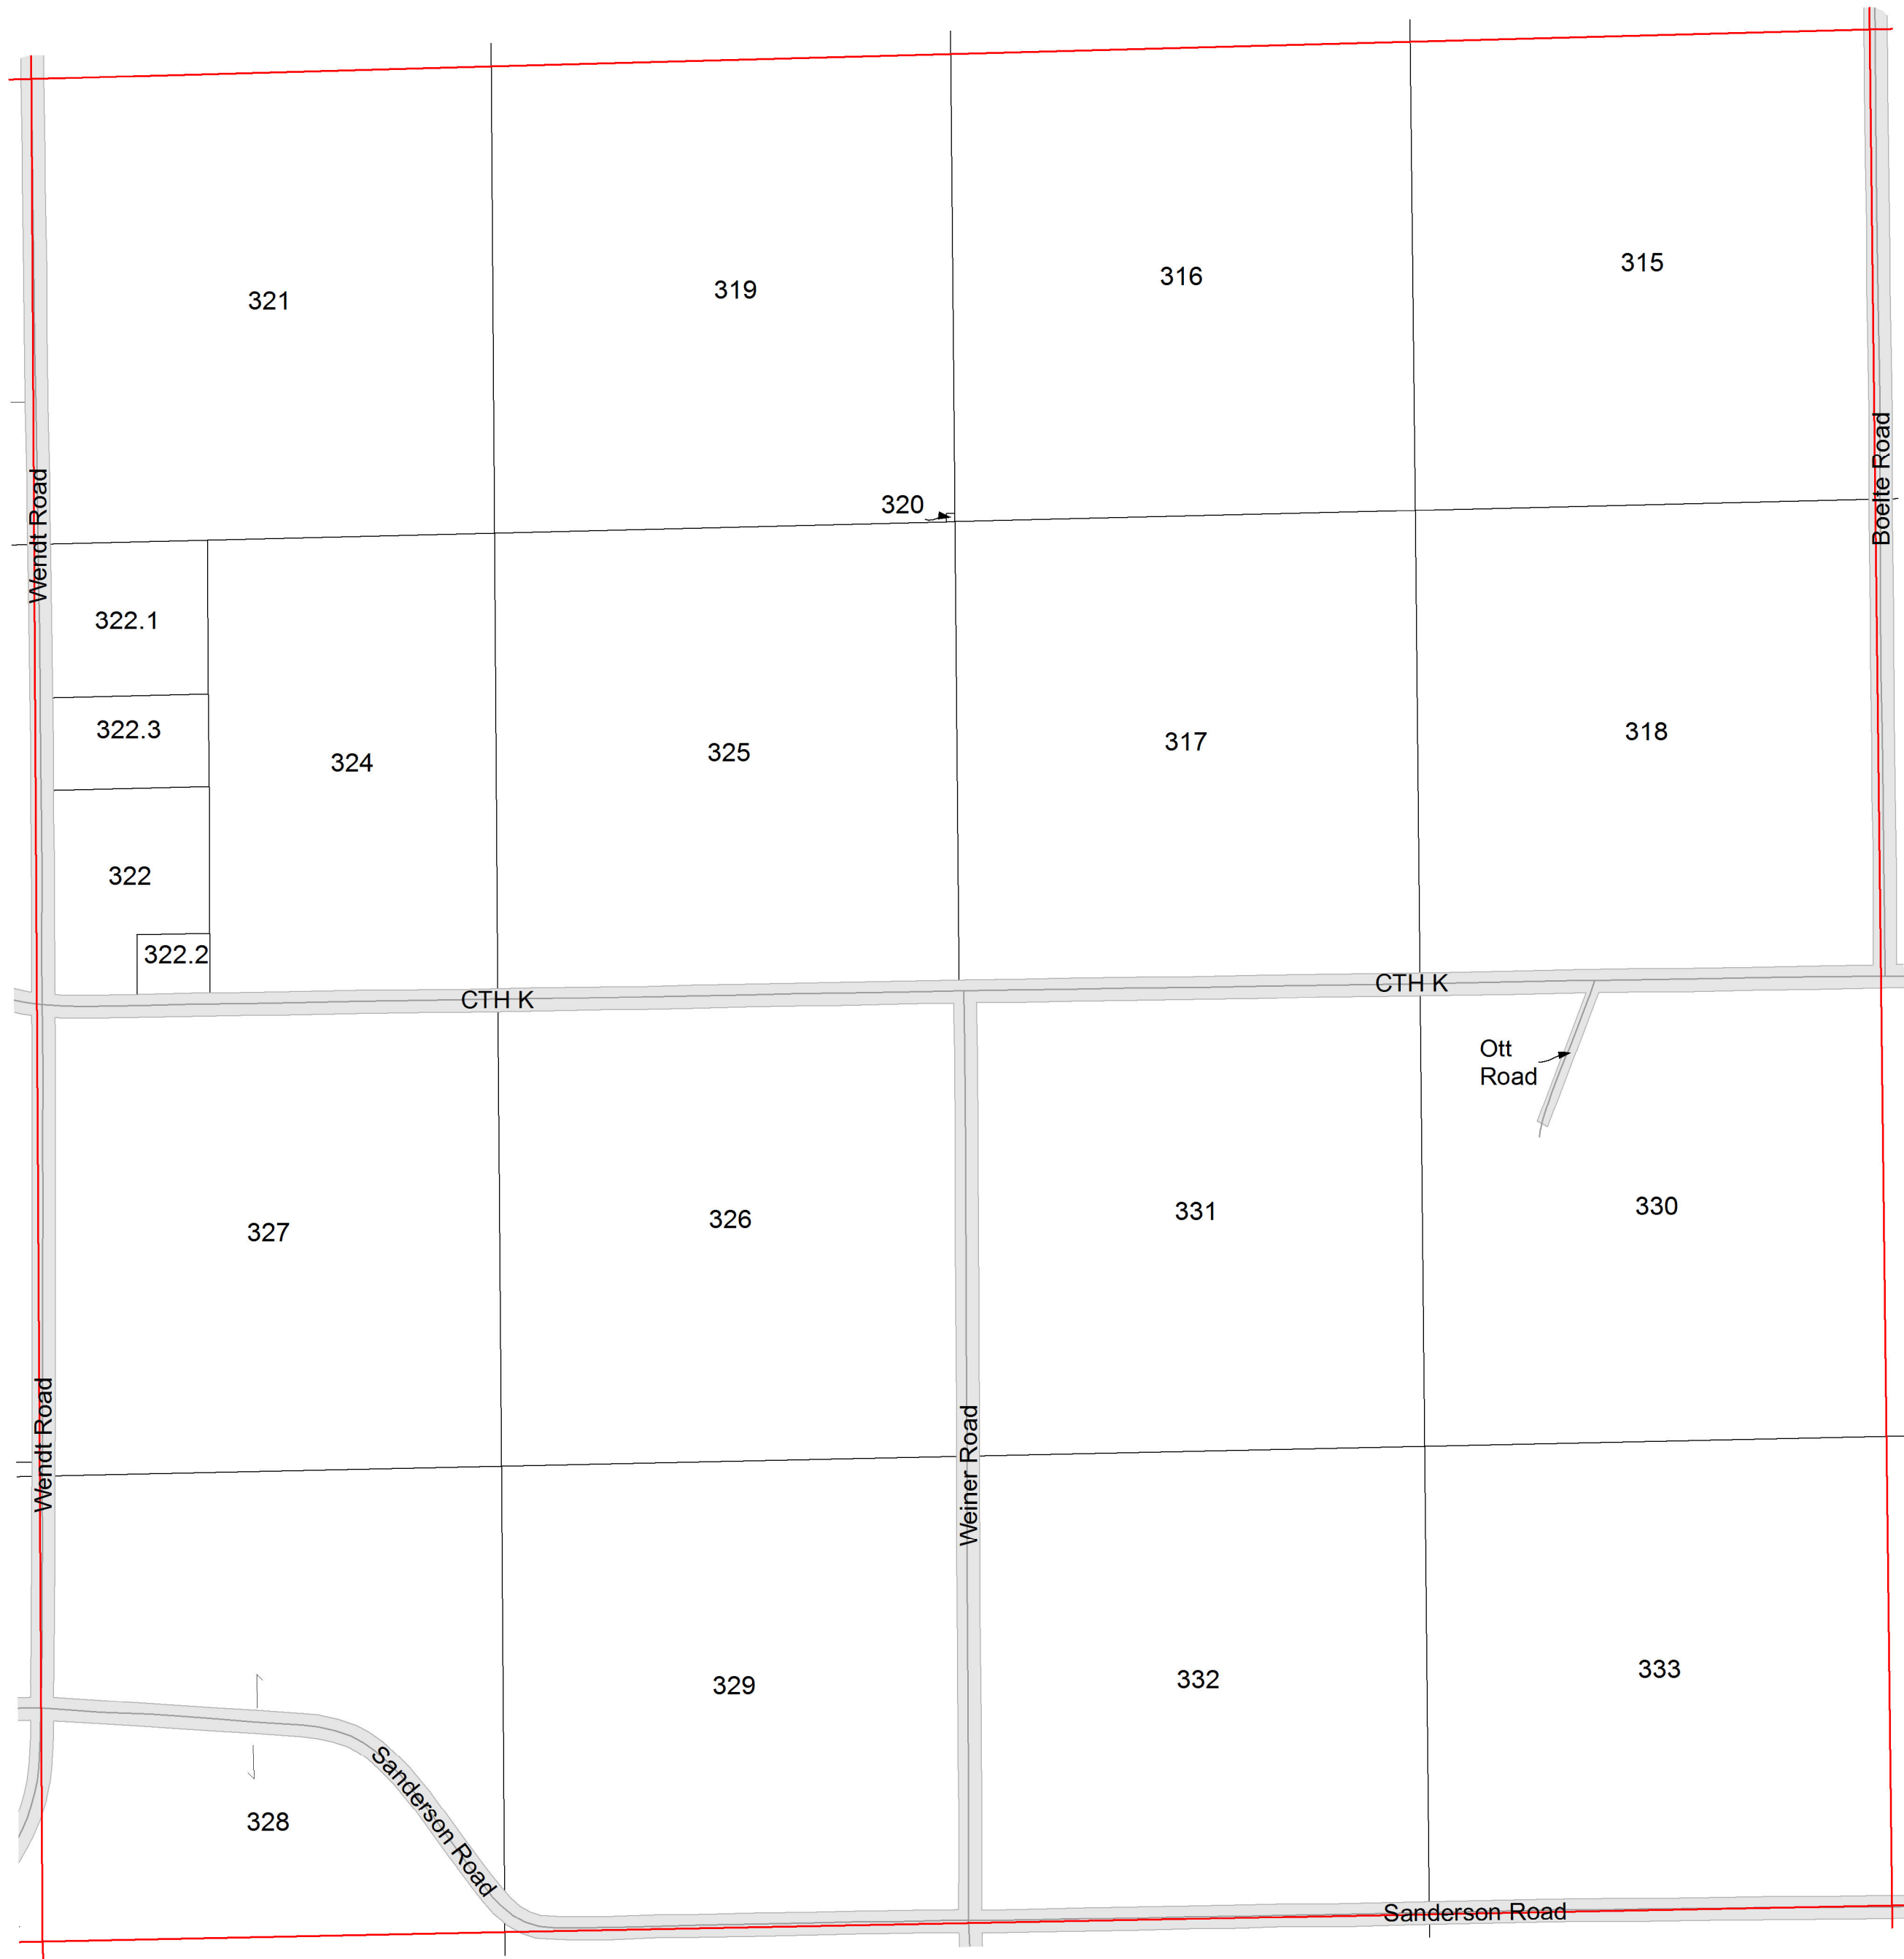 315
316
319
321
Boelte Road
320
Wendt Road
322.1
322.3
318
317
325
324
322
322.2
CTH K
CTH K
Ott
Road
330
331
326
327
Wendt Road
Weiner Road
333
332
329
Sanderson Road
328
Sanderson Road